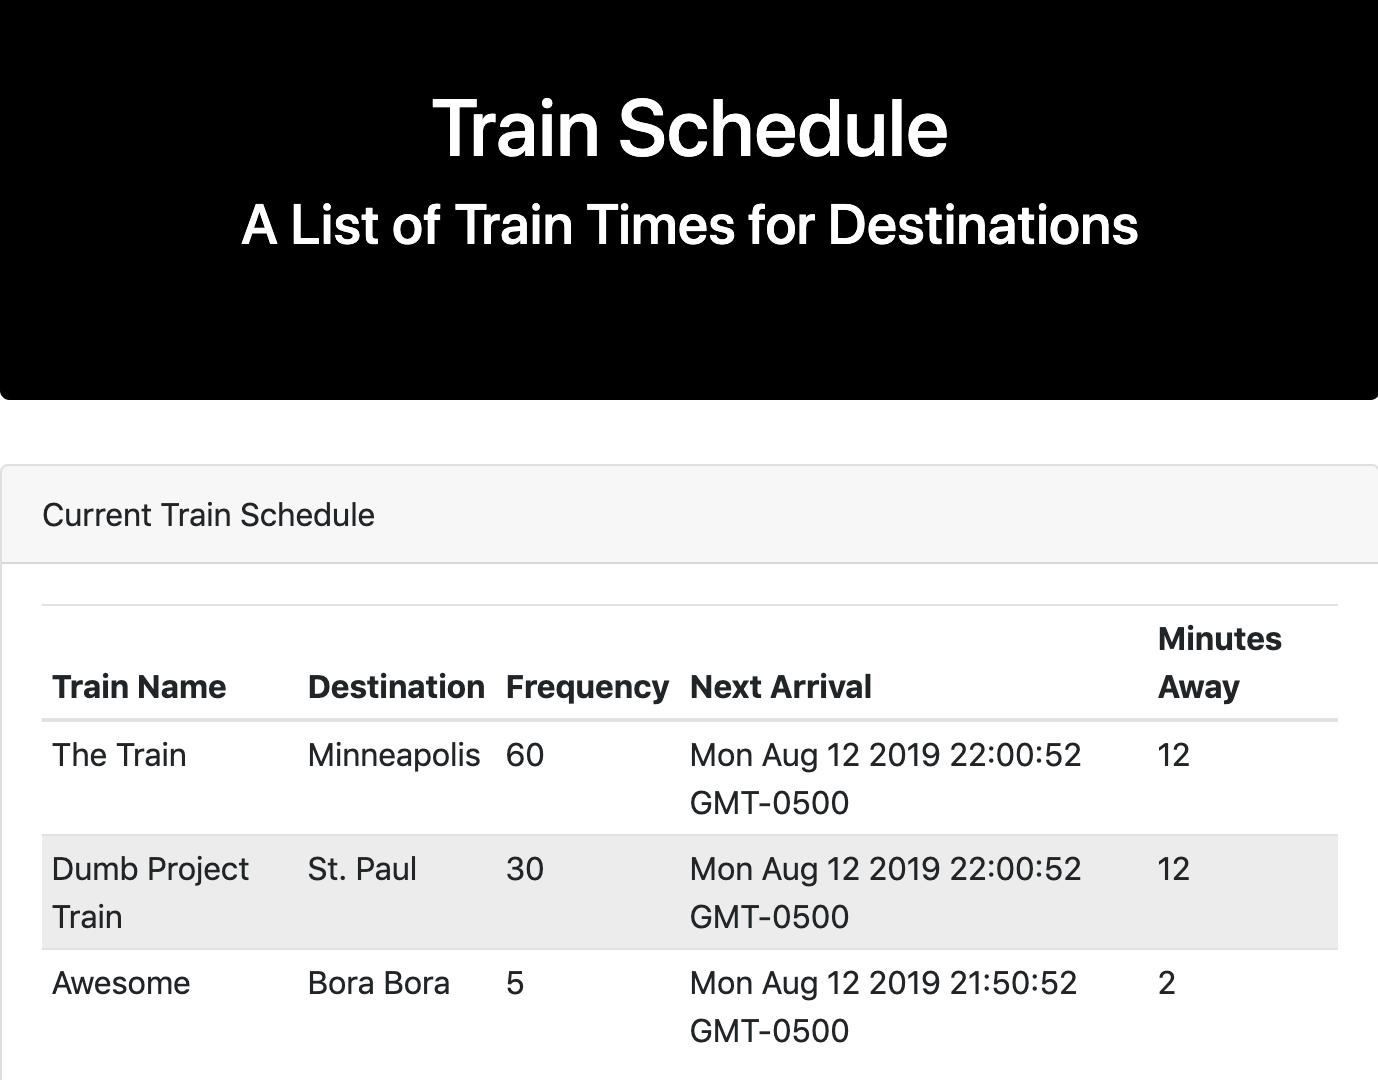 Train Schedule
A List of Train Times for Destinations
Current Train Schedule
Train Name Destination Frequency Next Arrival Minutes Away
The Train Minneapolis 60 Mon Aug 12 2019 22:00:52
GMT-0500 12
Dumb Project
Train St. Paul 30 Mon Aug 12 2019 22:00:52
GMT-0500 12
Awesome Bora Bora 5 Mon Aug 12 2019 21:50:52
GMT-0500 2